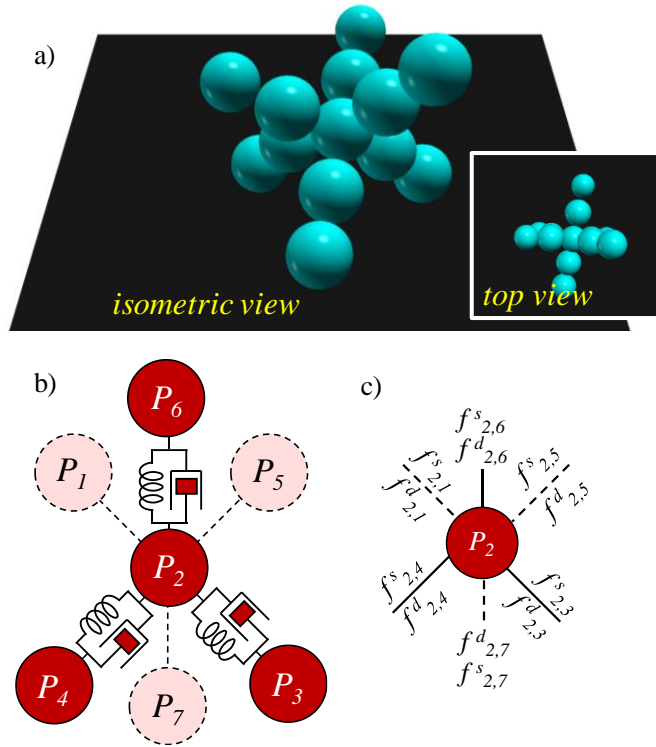 a)
isometric view
top view
b)
c)
P₆
P₁
P₅
P₂
P₄
P₃
P₇
fˢ₂,₆
fᵈ₂,₆
fˢ₂,₁
fᵈ₂,₁
fˢ₂,₅
fᵈ₂,₅
P₂
fˢ₂,₄
fᵈ₂,₄
fˢ₂,₃
fᵈ₂,₃
fᵈ₂,₇
fˢ₂,₇